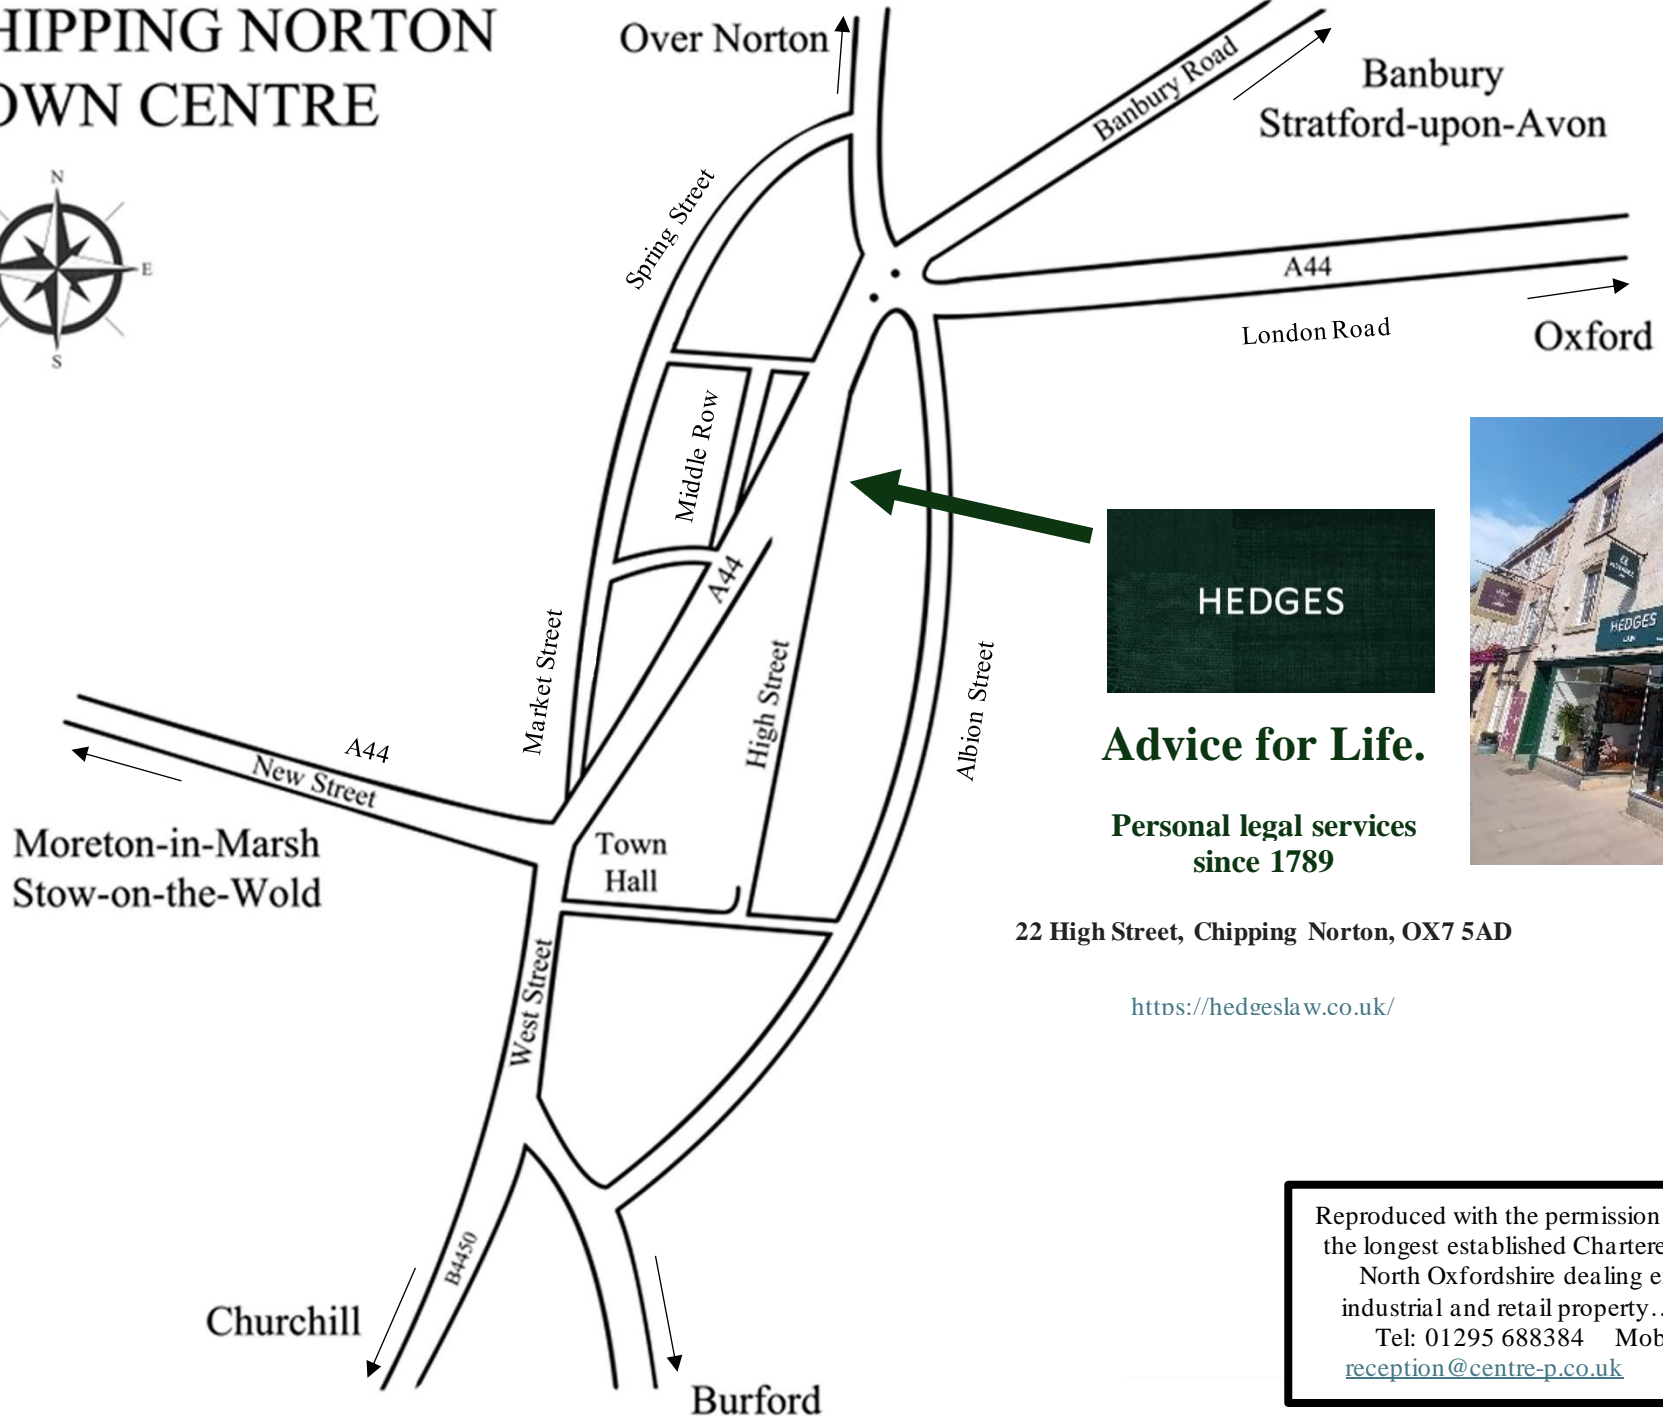 HIPPING NORTON
OWN CENTRE
Over Norton
Banbury Road
Banbury
Stratford-upon-Avon
N
E
S
Spring Street
A44
London Road
Oxford
Middle Row
A44
HEDGES
HEDGES
Market Street
High Street
Albion Street
Advice for Life.
A44
New Street
Personal legal services
since 1789
Moreton-in-Marsh
Stow-on-the-Wold
Town
Hall
22 High Street, Chipping Norton, OX7 5AD
West Street
https://hedgeslaw.co.uk/
B4450
Churchill
Burford
Reproduced with the permission
the longest established Chartere
North Oxfordshire dealing e
industrial and retail property..
Tel: 01295 688384 Mob
reception@centre-p.co.uk